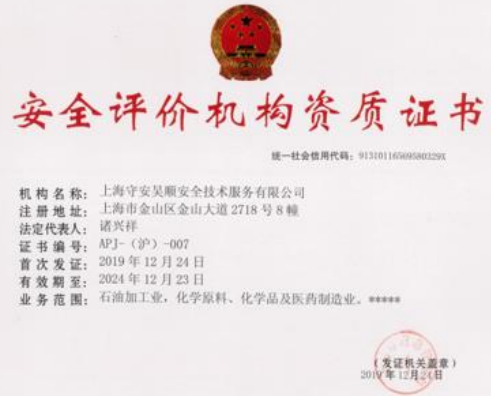 安全评价机构资质证书
统一社会信用代码：91310116569580329X
机构名称：上海守安昊顺安全技术服务有限公司
注册地址：上海市金山区金山大道2718号8幢
法定代表人：诸兴祥
证书编号：APJ-（沪）-007
首次发证：2019年12月24日
有效期至：2024年12月23日
业务范围：石油加工业，化学原料、化学品及医药制造业。*****
（发证机关盖章）
2019年12月24日